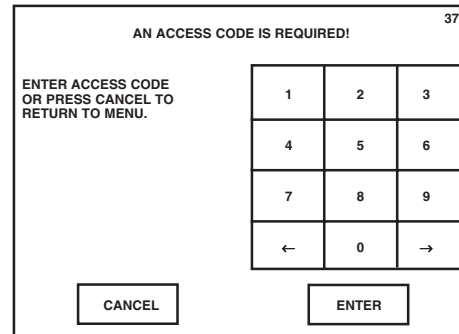 37
AN ACCESS CODE IS REQUIRED!
ENTER ACCESS CODE
OR PRESS CANCEL TO
RETURN TO MENU.
1 2 3
4 5 6
7 8 9
← 0 →
CANCEL ENTER